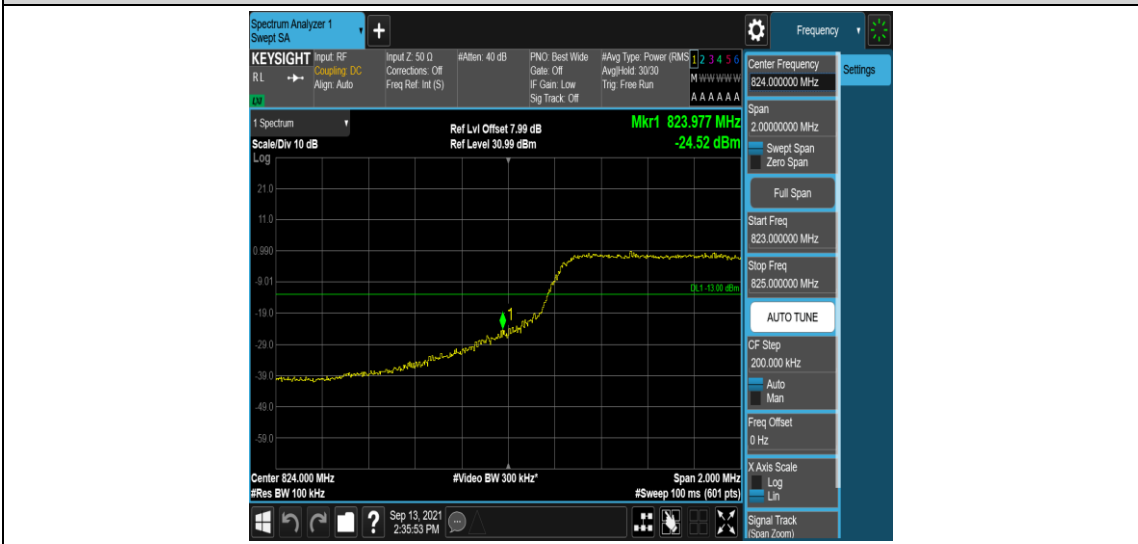 Spectrum Analyzer 1
Swept SA
+
Frequency
KEYSIGHT
RL
Input: RF
Coupling: DC
Align: Auto
Input Z: 50 Ω
Corrections: Off
Freq Ref: Int (S)
#Atten: 40 dB
PNO: Best Wide
Gate: Off
IF Gain: Low
Sig Track: Off
#Avg Type: Power (RMS
Avg|Hold: 30/30
Trig: Free Run
1 2 3 4 5 6
M W W W W W
A A A A A A
1 Spectrum
Scale/Div 10 dB
Log
Ref Lvl Offset 7.99 dB
Ref Level 30.99 dBm
Mkr1 823.977 MHz
-24.52 dBm
21.0
11.0
0.990
-9.01
-19.0
-29.0
-39.0
-49.0
-59.0
DL1 -13.00 dBm
1
Center 824.000 MHz
#Res BW 100 kHz
#Video BW 300 kHz*
Span 2.000 MHz
#Sweep 100 ms (601 pts)
Center Frequency
824.000000 MHz
Settings
Span
2.00000000 MHz
Swept Span
Zero Span
Full Span
Start Freq
823.000000 MHz
Stop Freq
825.000000 MHz
AUTO TUNE
CF Step
200.000 kHz
Auto
Man
Freq Offset
0 Hz
X Axis Scale
Log
Lin
Signal Track
(Span Zoom)
?
Sep 13, 2021
2:35:53 PM